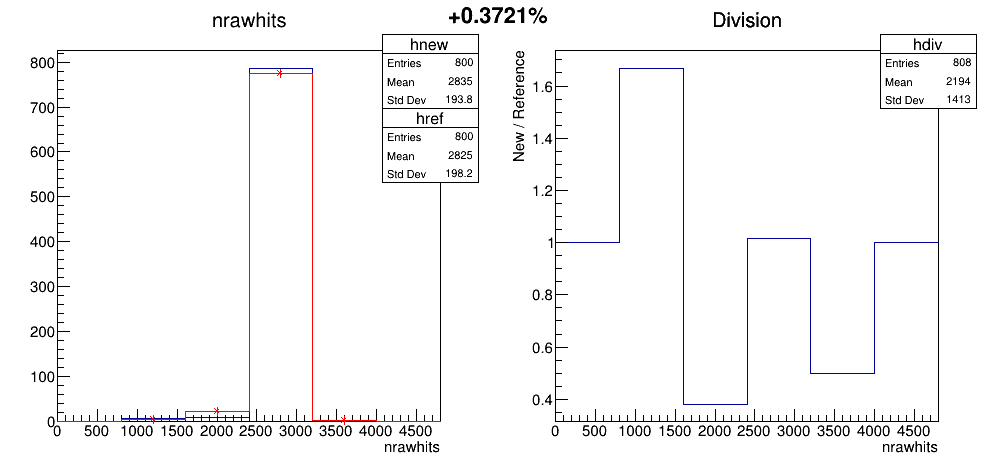 +0.3721%
nrawhits
hnew
Entries 800
Mean 2835
Std Dev 193.8
href
Entries 800
Mean 2825
Std Dev 198.2
800
700
600
500
400
300
200
100
0
0 500 1000 1500 2000 2500 3000 3500 4000 4500
nrawhits
Division
hdiv
Entries 808
Mean 2194
Std Dev 1413
New / Reference
1.6
1.4
1.2
1
0.8
0.6
0.4
0 500 1000 1500 2000 2500 3000 3500 4000 4500
nrawhits